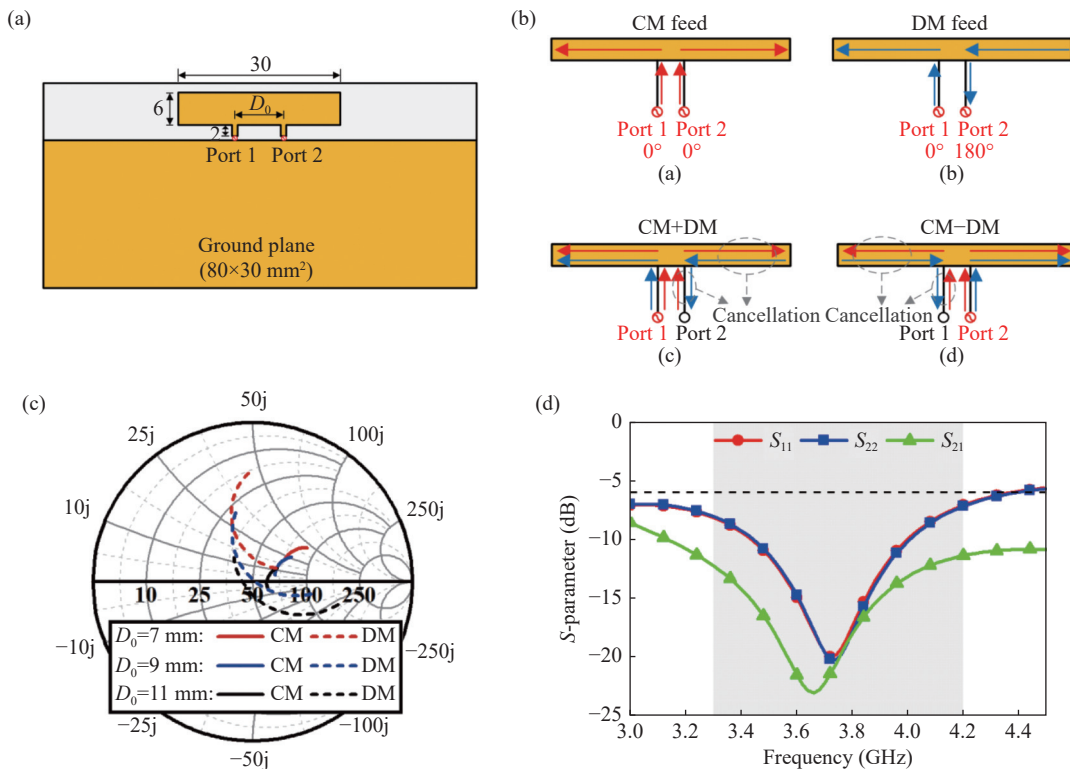 (a)
30
6
D₀
2
Port 1 Port 2
Ground plane
(80×30 mm²)
(b)
CM feed DM feed
Port 1 Port 2 Port 1 Port 2
0° 0° 0° 180°
(a) (b)
CM+DM CM−DM
Cancellation Cancellation
Port 1 Port 2 Port 1 Port 2
(c) (d)
(c)
50j
25j 100j
10j 250j
10 25 50 100 250
−10j −250j
D₀=7 mm: CM DM
D₀=9 mm: CM DM
D₀=11 mm: CM DM
−25j −100j
−50j
(d)
S₁₁ S₂₂ S₂₁
0
−5
−10
−15
−20
−25
S-parameter (dB)
3.0 3.2 3.4 3.6 3.8 4.0 4.2 4.4
Frequency (GHz)